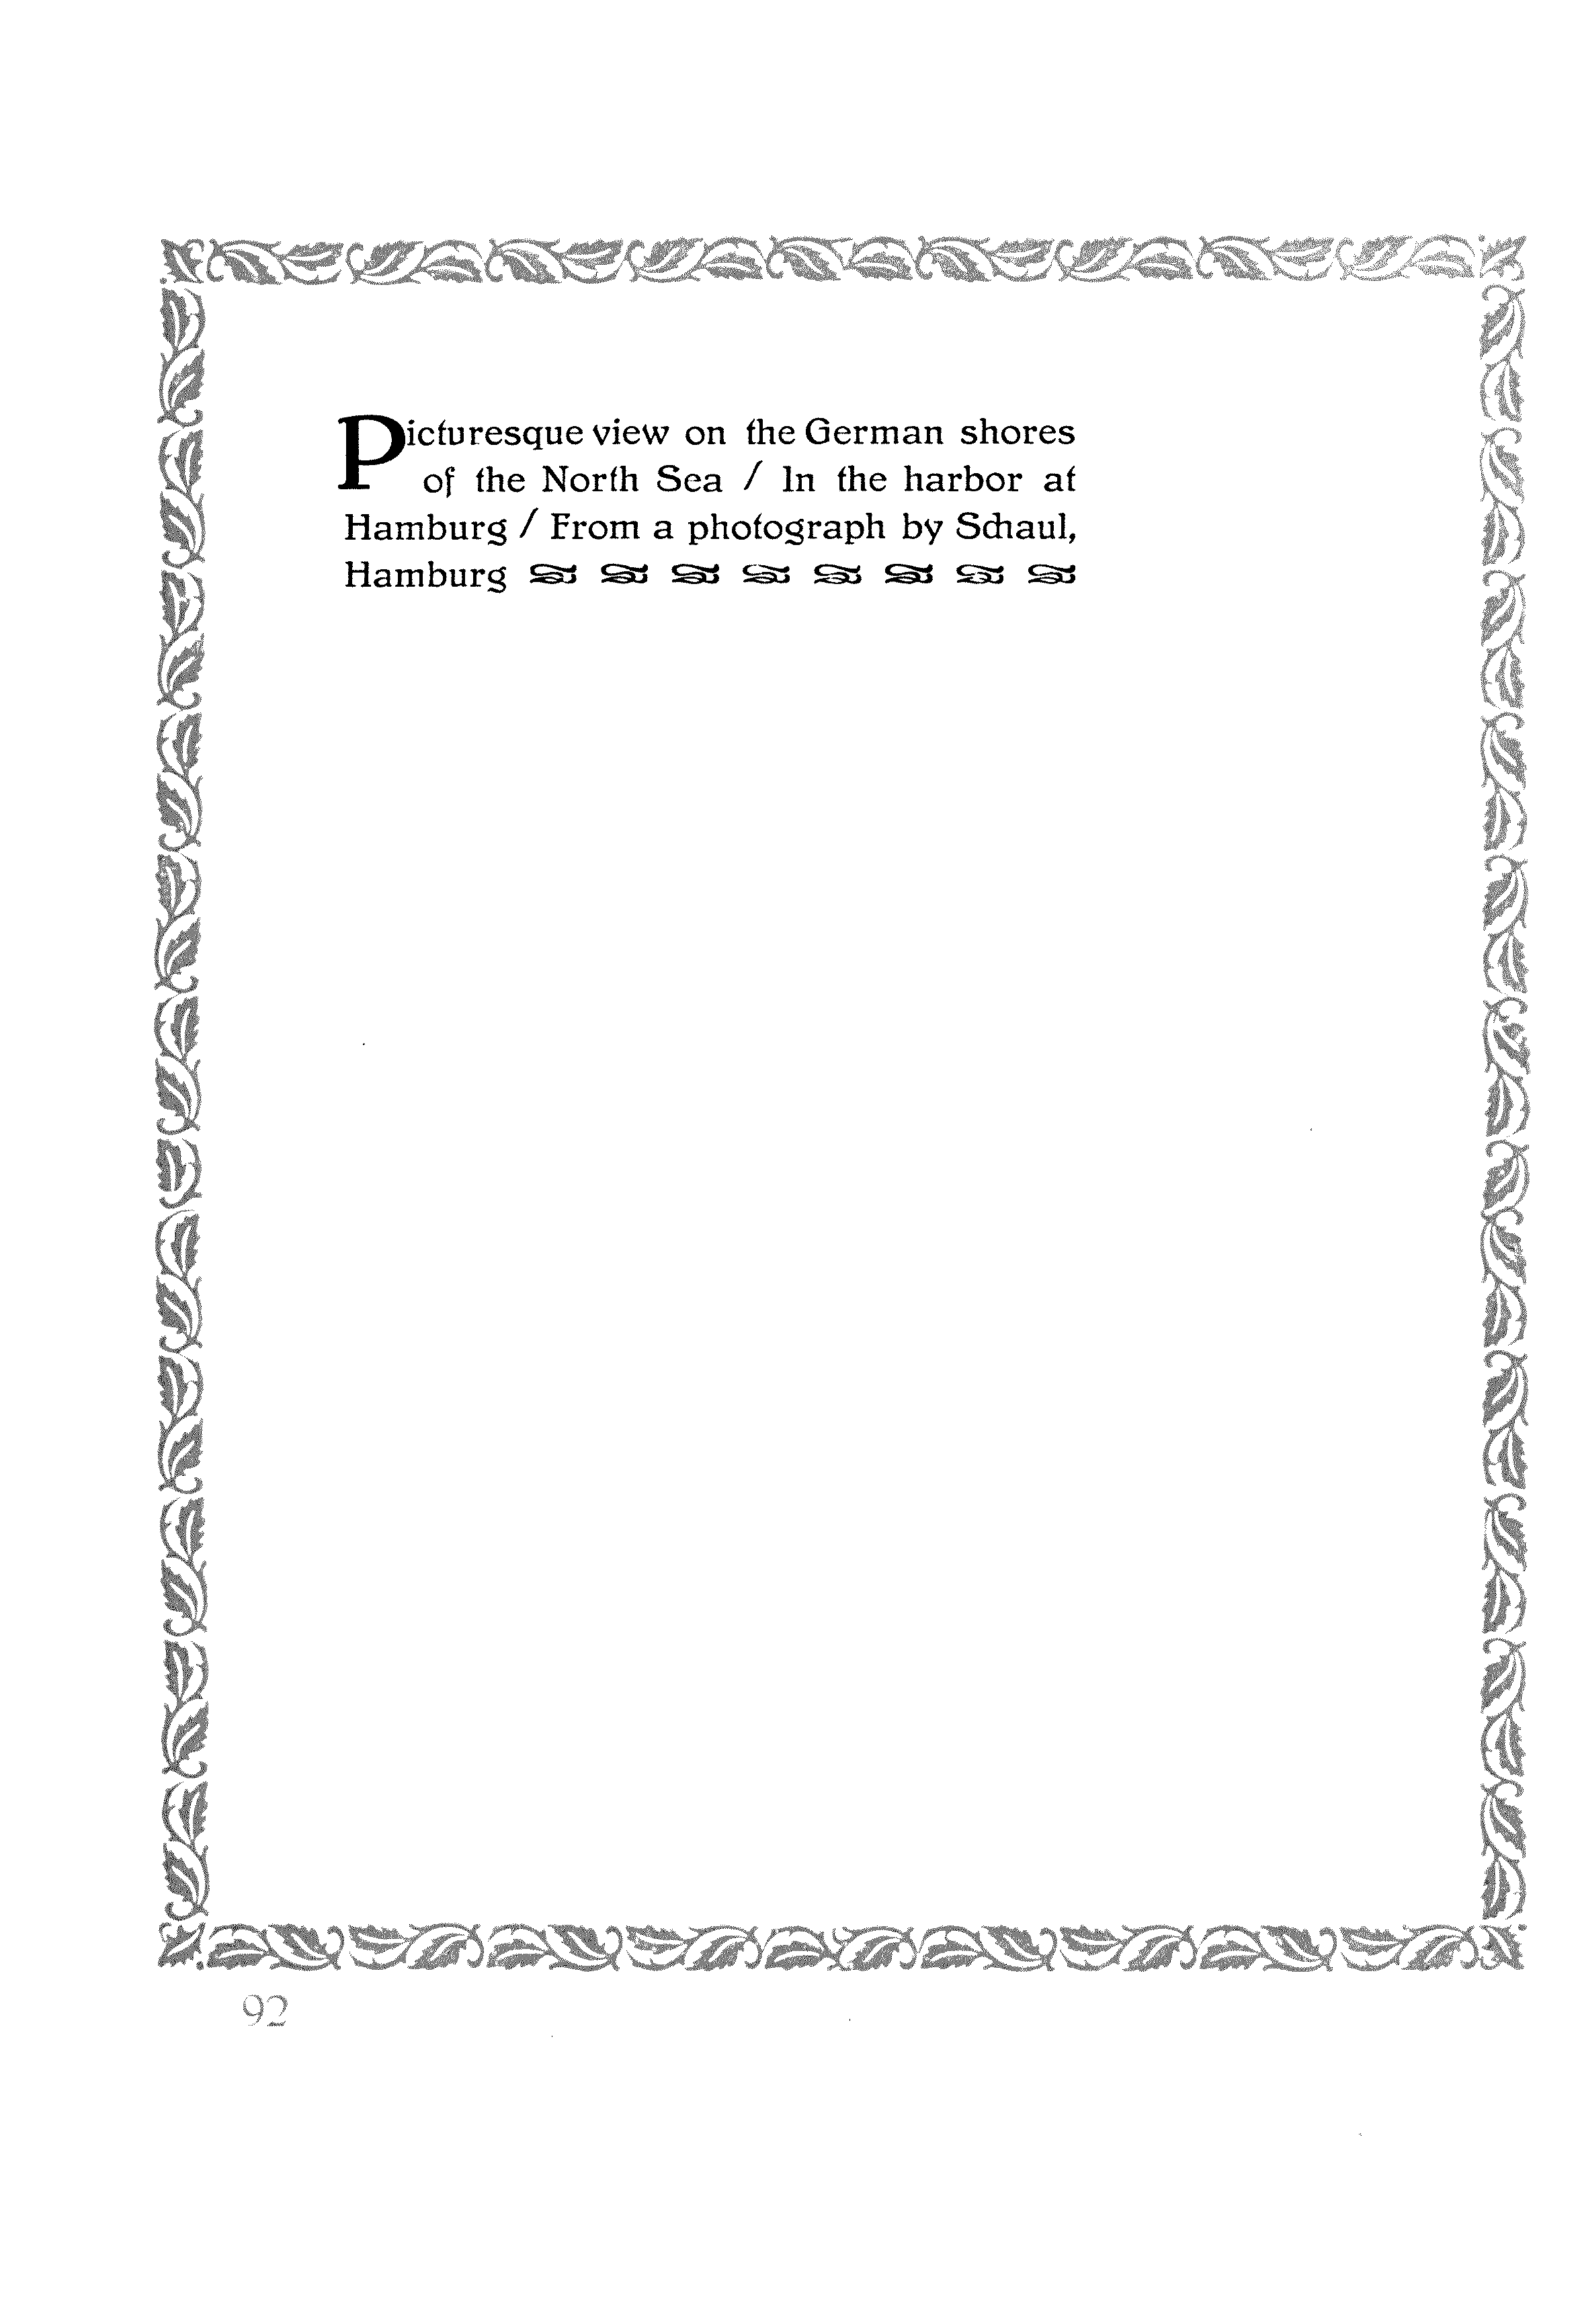 Picturesque view on the German shores
of the North Sea / In the harbor at
Hamburg / From a photograph by Schaul,
Hamburg
92